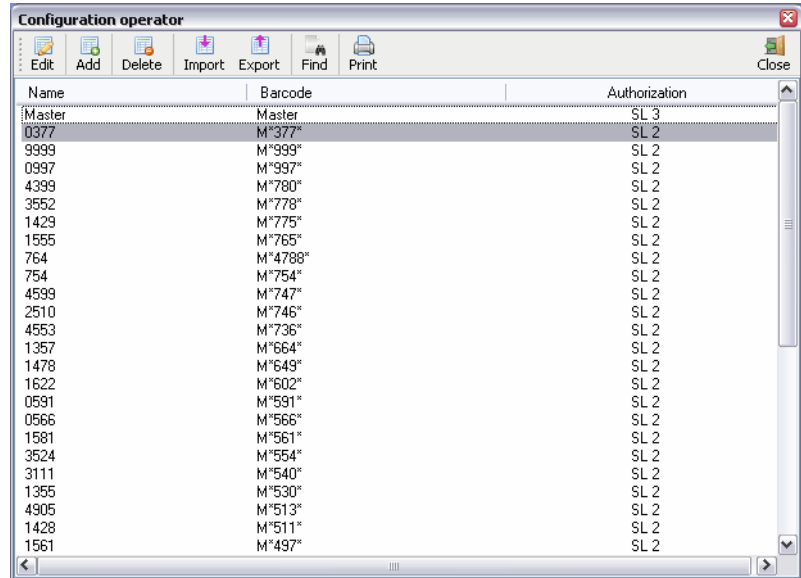 Configuration operator
Edit Add Delete Import Export Find Print Close
Name Barcode Authorization
Master Master SL 3
0377 M*377* SL 2
9999 M*999* SL 2
0997 M*997* SL 2
4399 M*780* SL 2
3552 M*778* SL 2
1429 M*775* SL 2
1555 M*765* SL 2
764 M*4788* SL 2
754 M*754* SL 2
4599 M*747* SL 2
2510 M*746* SL 2
4553 M*736* SL 2
1357 M*664* SL 2
1478 M*649* SL 2
1622 M*602* SL 2
0591 M*591* SL 2
0566 M*566* SL 2
1581 M*561* SL 2
3524 M*554* SL 2
3111 M*540* SL 2
1355 M*530* SL 2
4905 M*513* SL 2
1428 M*511* SL 2
1561 M*497* SL 2